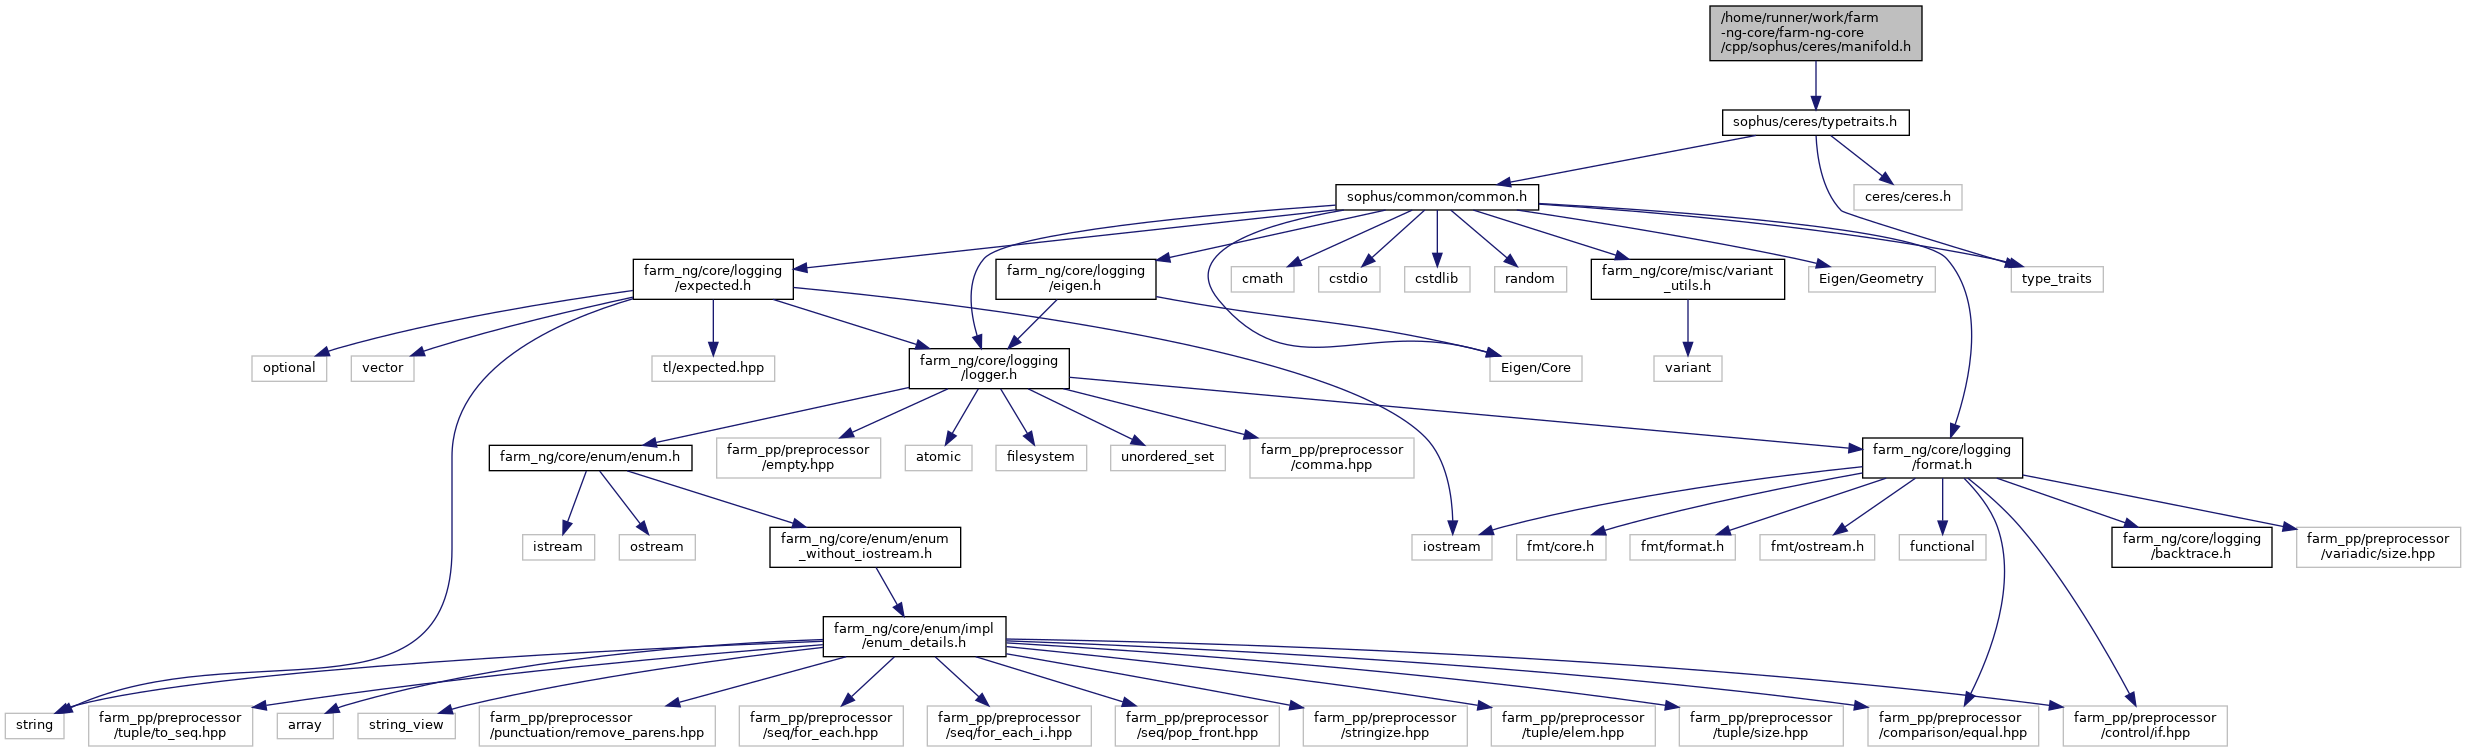 /home/runner/work/farm
-ng-core/farm-ng-core
/cpp/sophus/ceres/manifold.h
sophus/ceres/typetraits.h
sophus/common/common.h
ceres/ceres.h
farm_ng/core/logging
/expected.h
farm_ng/core/logging
/eigen.h
cmath
cstdio
cstdlib
random
farm_ng/core/misc/variant
_utils.h
Eigen/Geometry
type_traits
optional
vector
tl/expected.hpp
farm_ng/core/logging
/logger.h
Eigen/Core
variant
farm_ng/core/enum/enum.h
farm_pp/preprocessor
/empty.hpp
atomic
filesystem
unordered_set
farm_pp/preprocessor
/comma.hpp
farm_ng/core/logging
/format.h
istream
ostream
farm_ng/core/enum/enum
_without_iostream.h
iostream
fmt/core.h
fmt/format.h
fmt/ostream.h
functional
farm_ng/core/logging
/backtrace.h
farm_pp/preprocessor
/variadic/size.hpp
farm_ng/core/enum/impl
/enum_details.h
string
farm_pp/preprocessor
/tuple/to_seq.hpp
array
string_view
farm_pp/preprocessor
/punctuation/remove_parens.hpp
farm_pp/preprocessor
/seq/for_each.hpp
farm_pp/preprocessor
/seq/for_each_i.hpp
farm_pp/preprocessor
/seq/pop_front.hpp
farm_pp/preprocessor
/stringize.hpp
farm_pp/preprocessor
/tuple/elem.hpp
farm_pp/preprocessor
/tuple/size.hpp
farm_pp/preprocessor
/comparison/equal.hpp
farm_pp/preprocessor
/control/if.hpp